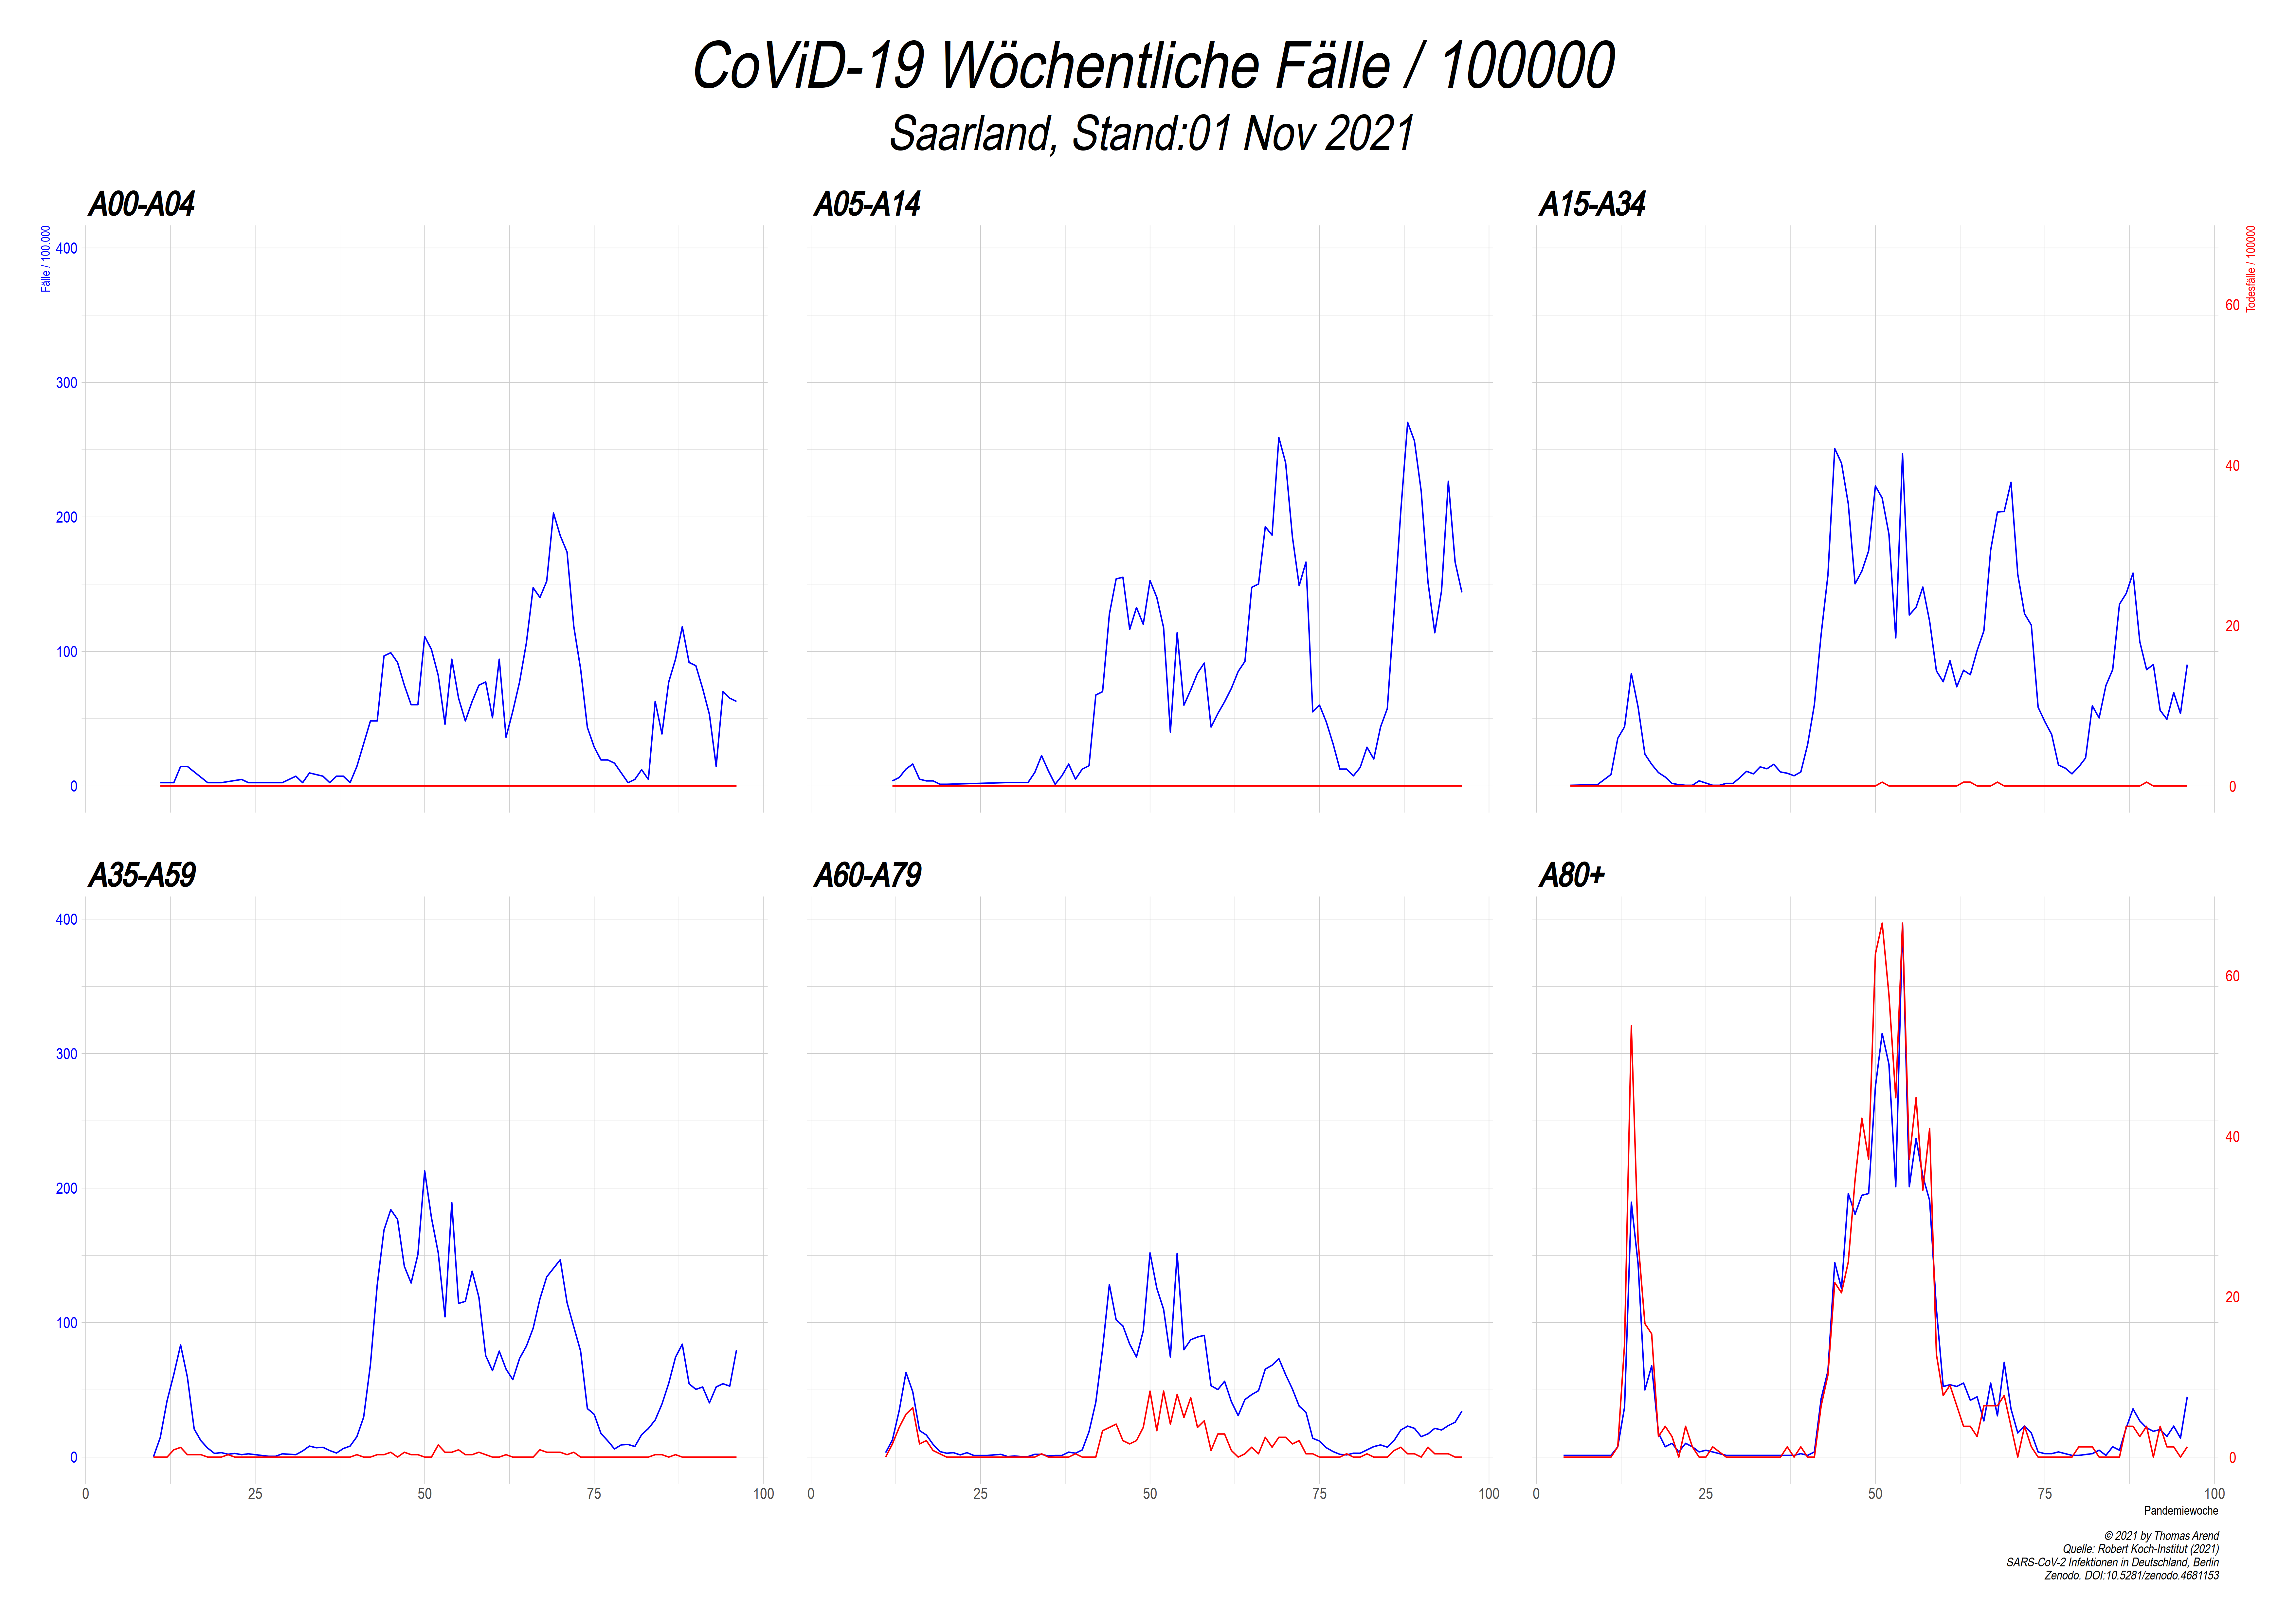 CoViD-19 Wöchentliche Fälle / 100000
Saarland, Stand:01 Nov 2021
A00-A04
A05-A14
A15-A34
Fälle / 100.000
400
300
200
100
0
Todesfälle / 100000
60
40
20
0
A35-A59
A60-A79
A80+
400
300
200
100
0
60
40
20
0
0 25 50 75 100
0 25 50 75 100
0 25 50 75 100
Pandemiewoche
© 2021 by Thomas Arend
Quelle: Robert Koch-Institut (2021)
SARS-CoV-2 Infektionen in Deutschland, Berlin
Zenodo. DOI:10.5281/zenodo.4681153